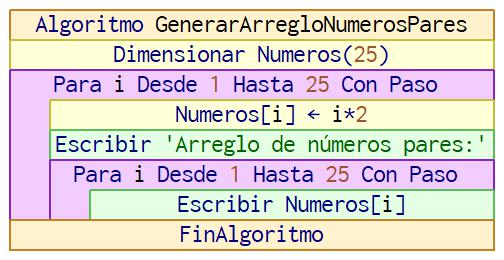 Algoritmo GenerarArregloNumerosPares
Dimensionar Numeros(25)
Para i Desde 1 Hasta 25 Con Paso
Numeros[i] ← i*2
Escribir 'Arreglo de números pares:'
Para i Desde 1 Hasta 25 Con Paso
Escribir Numeros[i]
FinAlgoritmo